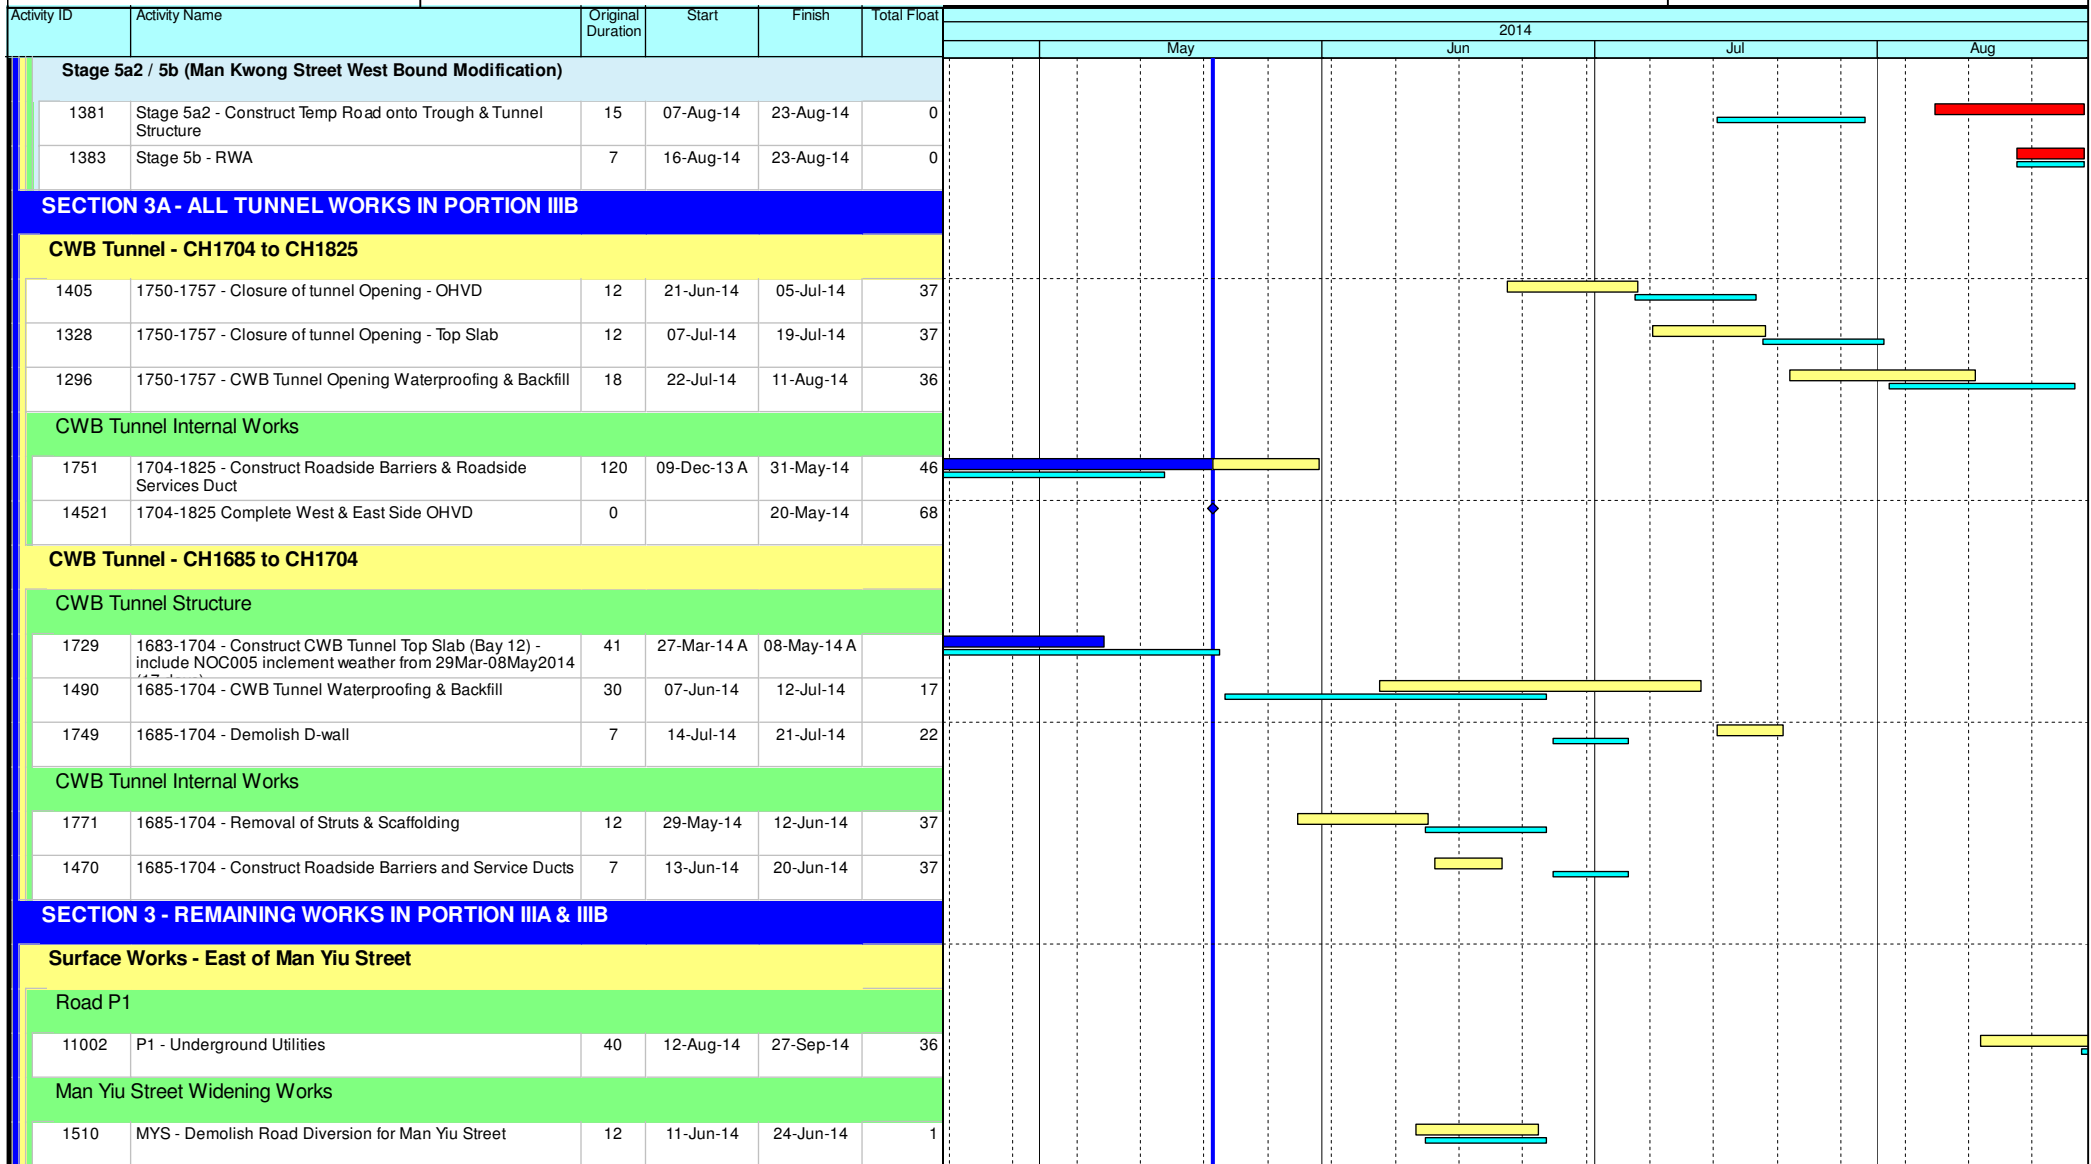 Activity ID Activity Name Original Duration Start Finish Total Float
2014
May Jun Jul Aug
Stage 5a2 / 5b (Man Kwong Street West Bound Modification)
1381 Stage 5a2 - Construct Temp Road onto Trough & Tunnel Structure 15 07-Aug-14 23-Aug-14 0
1383 Stage 5b - RWA 7 16-Aug-14 23-Aug-14 0
SECTION 3A - ALL TUNNEL WORKS IN PORTION IIIB
CWB Tunnel - CH1704 to CH1825
1405 1750-1757 - Closure of tunnel Opening - OHVD 12 21-Jun-14 05-Jul-14 37
1328 1750-1757 - Closure of tunnel Opening - Top Slab 12 07-Jul-14 19-Jul-14 37
1296 1750-1757 - CWB Tunnel Opening Waterproofing & Backfill 18 22-Jul-14 11-Aug-14 36
CWB Tunnel Internal Works
1751 1704-1825 - Construct Roadside Barriers & Roadside Services Duct 120 09-Dec-13 A 31-May-14 46
14521 1704-1825 Complete West & East Side OHVD 0 20-May-14 68
CWB Tunnel - CH1685 to CH1704
CWB Tunnel Structure
1729 1683-1704 - Construct CWB Tunnel Top Slab (Bay 12) - include NOC005 inclement weather from 29Mar-08May2014 41 27-Mar-14 A 08-May-14 A
1490 1685-1704 - CWB Tunnel Waterproofing & Backfill 30 07-Jun-14 12-Jul-14 17
1749 1685-1704 - Demolish D-wall 7 14-Jul-14 21-Jul-14 22
CWB Tunnel Internal Works
1771 1685-1704 - Removal of Struts & Scaffolding 12 29-May-14 12-Jun-14 37
1470 1685-1704 - Construct Roadside Barriers and Service Ducts 7 13-Jun-14 20-Jun-14 37
SECTION 3 - REMAINING WORKS IN PORTION IIIA & IIIB
Surface Works - East of Man Yiu Street
Road P1
11002 P1 - Underground Utilities 40 12-Aug-14 27-Sep-14 36
Man Yiu Street Widening Works
1510 MYS - Demolish Road Diversion for Man Yiu Street 12 11-Jun-14 24-Jun-14 1